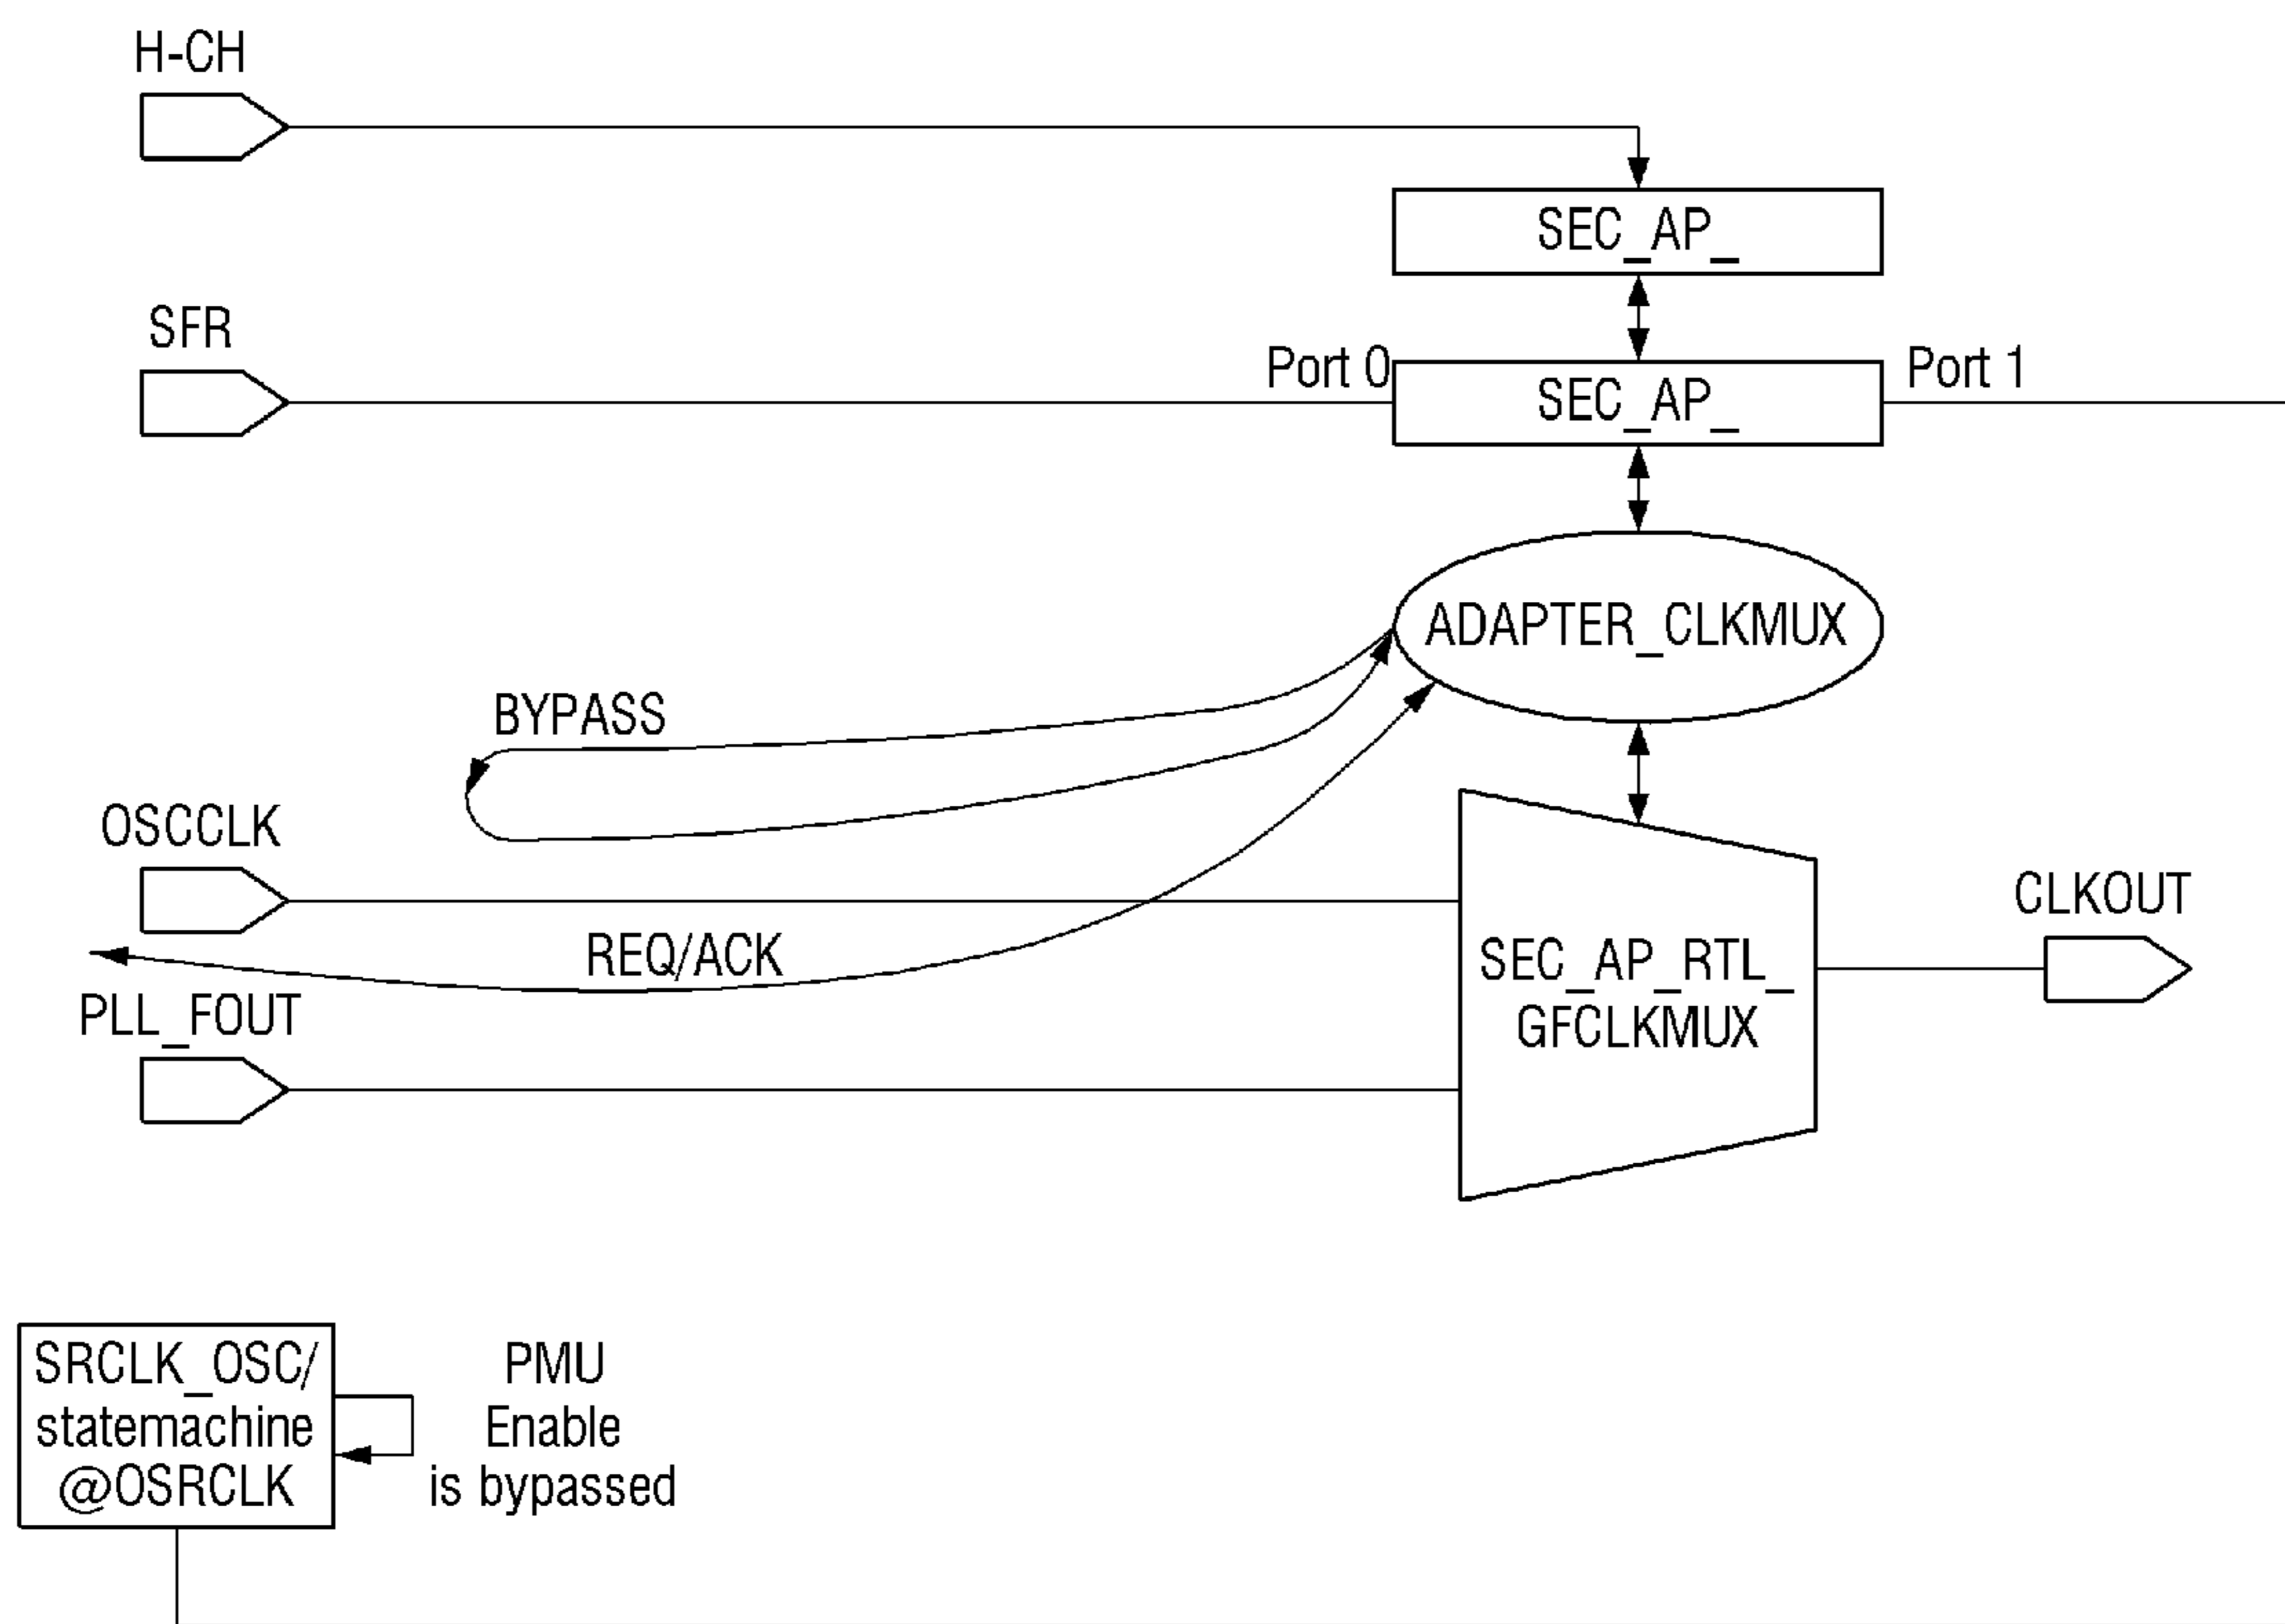 H-CH
SEC_AP_
SFR
Port 0
SEC_AP_
Port 1
ADAPTER_CLKMUX
BYPASS
OSCCLK
CLKOUT
REQ/ACK
SEC_AP_RTL_
GFCLKMUX
PLL_FOUT
SRCLK_OSC/
statemachine
@OSRCLK
PMU
Enable
is bypassed